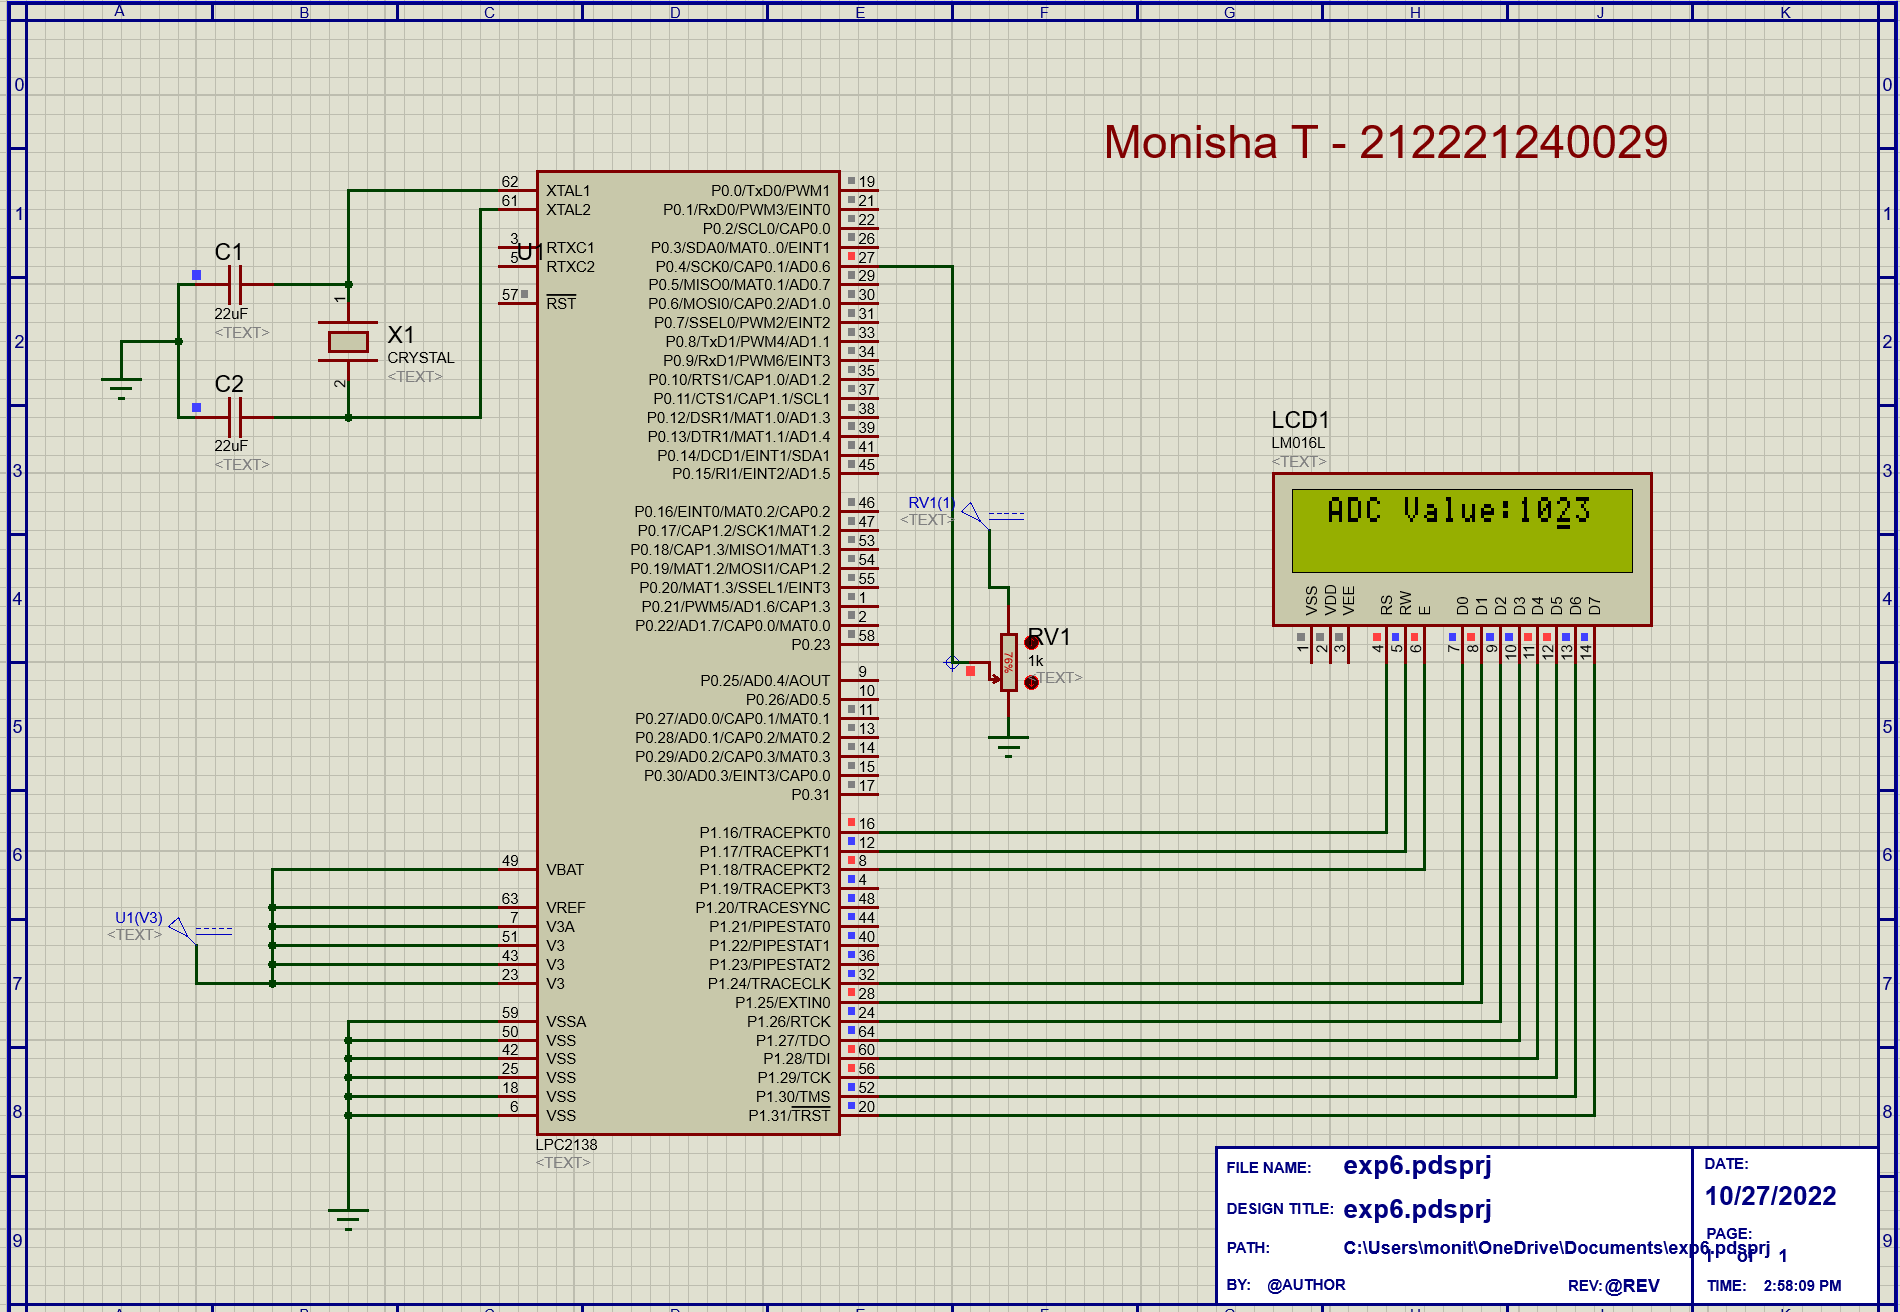 A B C D E F G H I J K
0 0
1 1
2 2
3 3
4 4
5 5
6 6
7 7
8 8
9 9
Monisha T - 212221240029
C1
22uF
<TEXT>
C2
22uF
<TEXT>
1
2
X1
CRYSTAL
<TEXT>
U1
62 XTAL1
61 XTAL2
3 RTXC1
5 RTXC2
57 RST
49 VBAT
63 VREF
7 V3A
51 V3
43 V3
23 V3
59 VSSA
50 VSS
42 VSS
25 VSS
18 VSS
6 VSS
P0.0/TxD0/PWM1 19
P0.1/RxD0/PWM3/EINT0 21
P0.2/SCL0/CAP0.0 22
P0.3/SDA0/MAT0..0/EINT1 26
P0.4/SCK0/CAP0.1/AD0.6 27
P0.5/MISO0/MAT0.1/AD0.7 29
P0.6/MOSI0/CAP0.2/AD1.0 30
P0.7/SSEL0/PWM2/EINT2 31
P0.8/TxD1/PWM4/AD1.1 33
P0.9/RxD1/PWM6/EINT3 34
P0.10/RTS1/CAP1.0/AD1.2 35
P0.11/CTS1/CAP1.1/SCL1 37
P0.12/DSR1/MAT1.0/AD1.3 38
P0.13/DTR1/MAT1.1/AD1.4 39
P0.14/DCD1/EINT1/SDA1 41
P0.15/RI1/EINT2/AD1.5 45
P0.16/EINT0/MAT0.2/CAP0.2 46
P0.17/CAP1.2/SCK1/MAT1.2 47
P0.18/CAP1.3/MISO1/MAT1.3 53
P0.19/MAT1.2/MOSI1/CAP1.2 54
P0.20/MAT1.3/SSEL1/EINT3 55
P0.21/PWM5/AD1.6/CAP1.3 1
P0.22/AD1.7/CAP0.0/MAT0.0 2
P0.23 58
P0.25/AD0.4/AOUT 9
P0.26/AD0.5 10
P0.27/AD0.0/CAP0.1/MAT0.1 11
P0.28/AD0.1/CAP0.2/MAT0.2 13
P0.29/AD0.2/CAP0.3/MAT0.3 14
P0.30/AD0.3/EINT3/CAP0.0 15
P0.31 17
P1.16/TRACEPKT0 16
P1.17/TRACEPKT1 12
P1.18/TRACEPKT2 8
P1.19/TRACEPKT3 4
P1.20/TRACESYNC 48
P1.21/PIPESTAT0 44
P1.22/PIPESTAT1 40
P1.23/PIPESTAT2 36
P1.24/TRACECLK 32
P1.25/EXTIN0 28
P1.26/RTCK 24
P1.27/TDO 64
P1.28/TDI 60
P1.29/TCK 56
P1.30/TMS 52
P1.31/TRST 20
LPC2138
<TEXT>
U1(V3)
<TEXT>
RV1(1)
<TEXT>
RV1
1k
<TEXT>
76%
LCD1
LM016L
<TEXT>
ADC Value:1023
VSS VDD VEE RS RW E D0 D1 D2 D3 D4 D5 D6 D7
1 2 3 4 5 6 7 8 9 10 11 12 13 14
FILE NAME: exp6.pdsprj
DESIGN TITLE: exp6.pdsprj
PATH: C:\Users\monit\OneDrive\Documents\exp6.pdsprj
BY: @AUTHOR REV:@REV
DATE:
10/27/2022
PAGE:
1 of 1
TIME: 2:58:09 PM